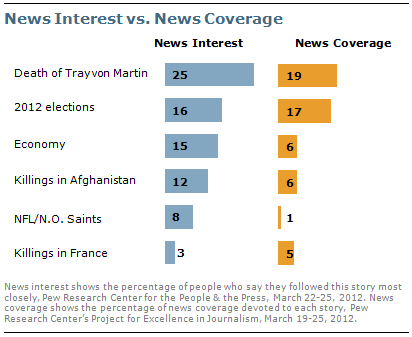 News Interest vs. News Coverage
News Interest News Coverage
Death of Trayvon Martin 25 19
2012 elections 16 17
Economy 15 6
Killings in Afghanistan 12 6
NFL/N.O. Saints 8 1
Killings in France 3 5
News interest shows the percentage of people who say they followed this story most
closely, Pew Research Center for the People & the Press, March 22-25, 2012. News
coverage shows the percentage of news coverage devoted to each story, Pew
Research Center's Project for Excellence in Journalism, March 19-25, 2012.